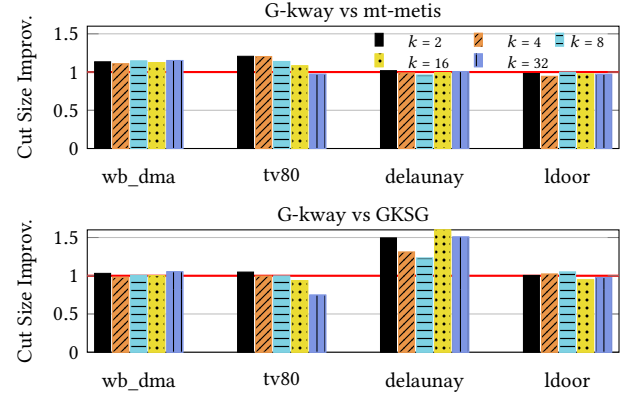 G-kway vs mt-metis
Cut Size Improv.
1.5
1
0.5
0
k = 2
k = 4
k = 8
k = 16
k = 32
wb_dma
tv80
delaunay
ldoor
G-kway vs GKSG
Cut Size Improv.
1.5
1
0.5
0
wb_dma
tv80
delaunay
ldoor